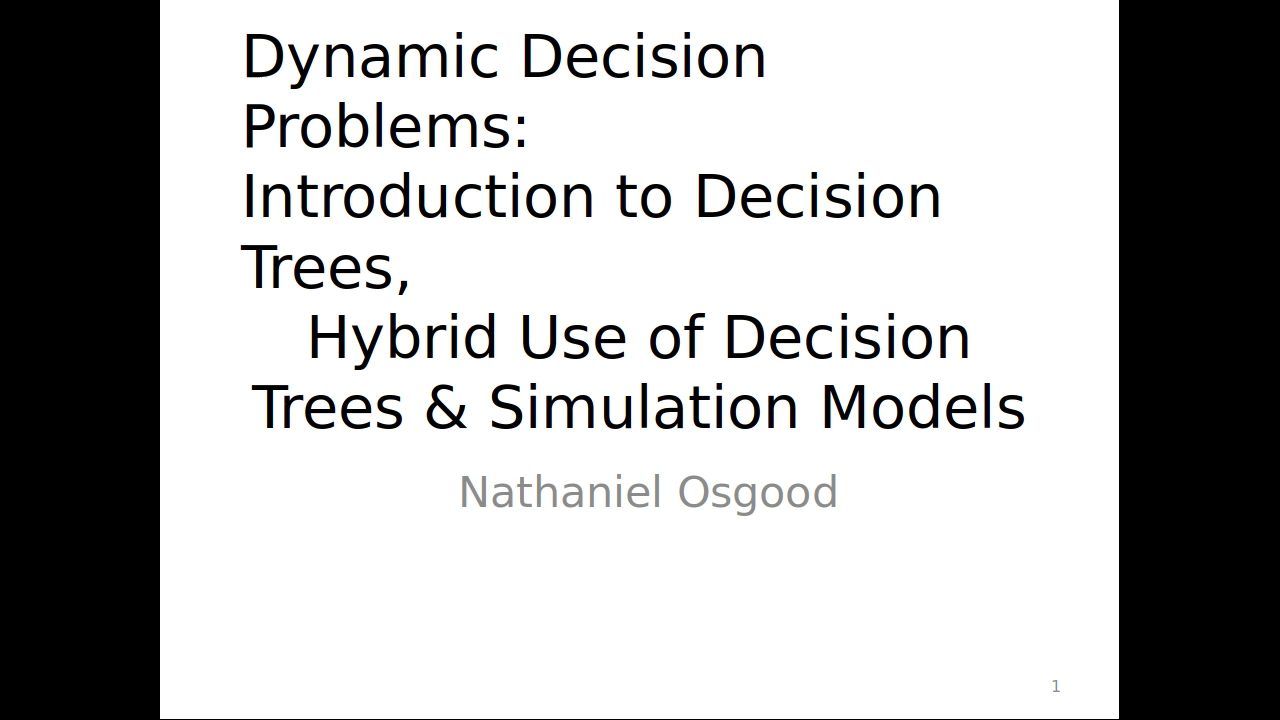 Dynamic Decision
Problems:
Introduction to Decision
Trees,
Hybrid Use of Decision
Trees & Simulation Models
Nathaniel Osgood
1